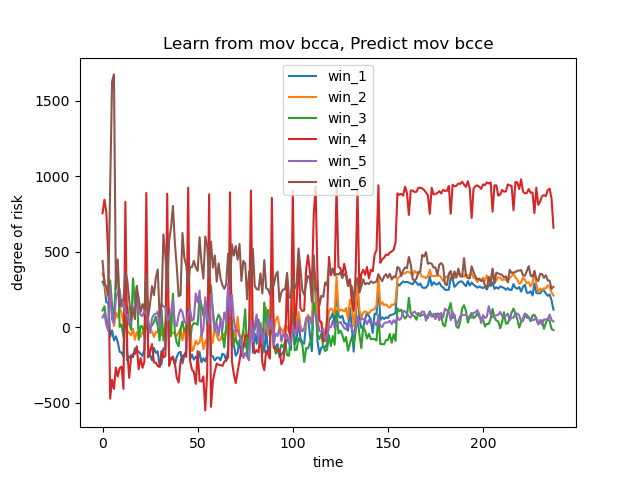 Learn from mov bcca, Predict mov bcce
degree of risk
1500
1000
500
0
−500
win_1
win_2
win_3
win_4
win_5
win_6
0
50
100
150
200
time